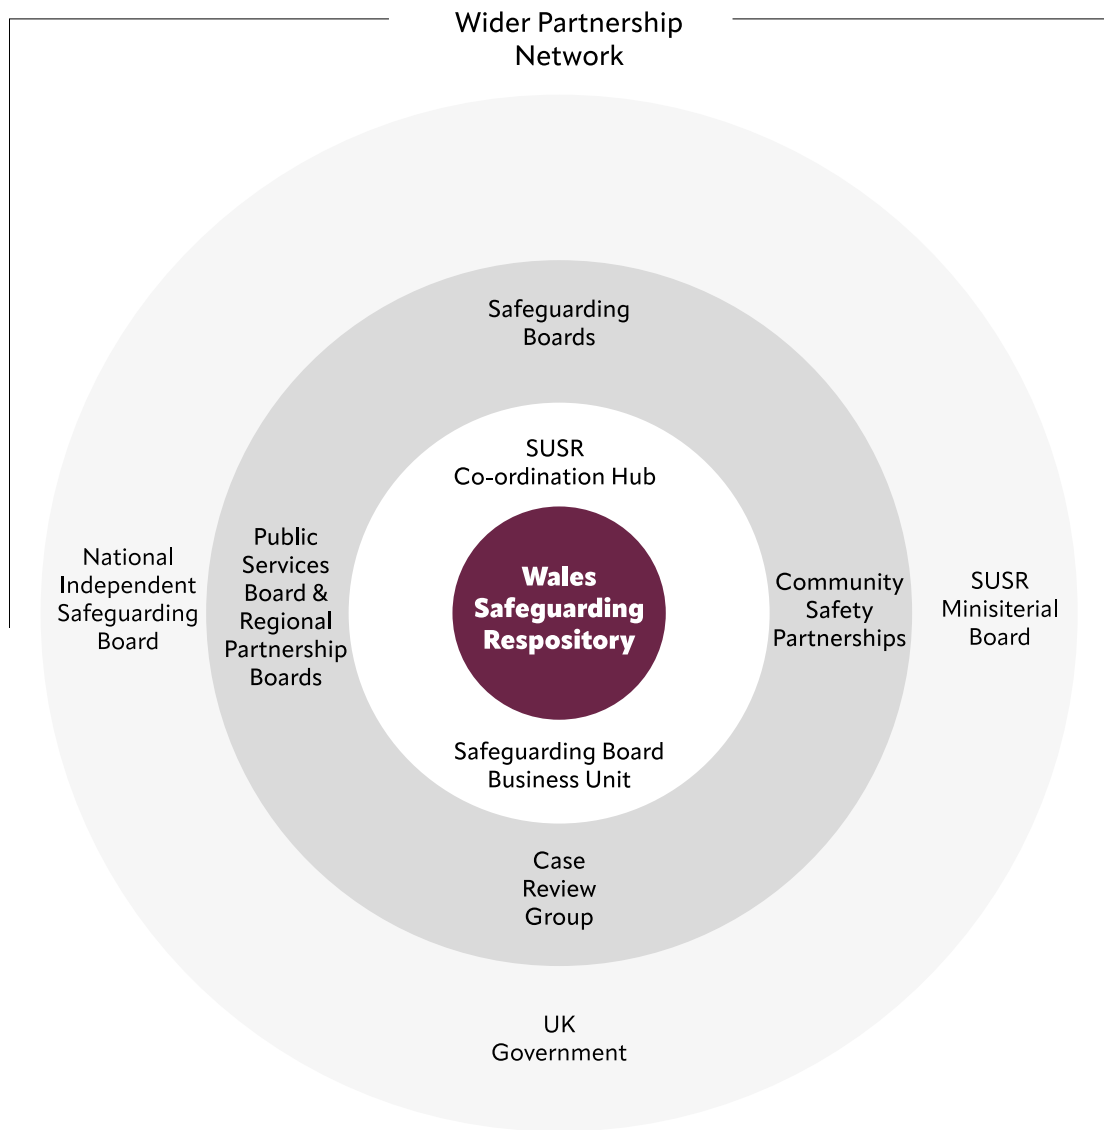 Wider Partnership
Network
Safeguarding
Boards
SUSR
Co-ordination Hub
National
Independent
Safeguarding
Board
Public
Services
Board &
Regional
Partnership
Boards
Wales
Safeguarding
Respository
Community
Safety
Partnerships
SUSR
Minisiterial
Board
Safeguarding Board
Business Unit
Case
Review
Group
UK
Government